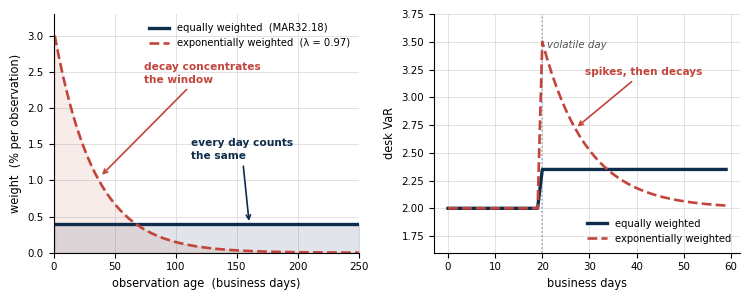 equally weighted (MAR32.18)
exponentially weighted (λ = 0.97)
decay concentrates
the window
every day counts
the same
weight (% per observation)
3.0
2.5
2.0
1.5
1.0
0.5
0.0
0
50
100
150
200
250
observation age (business days)
volatile day
spikes, then decays
equally weighted
exponentially weighted
desk VaR
3.75
3.50
3.25
3.00
2.75
2.50
2.25
2.00
1.75
0
10
20
30
40
50
60
business days